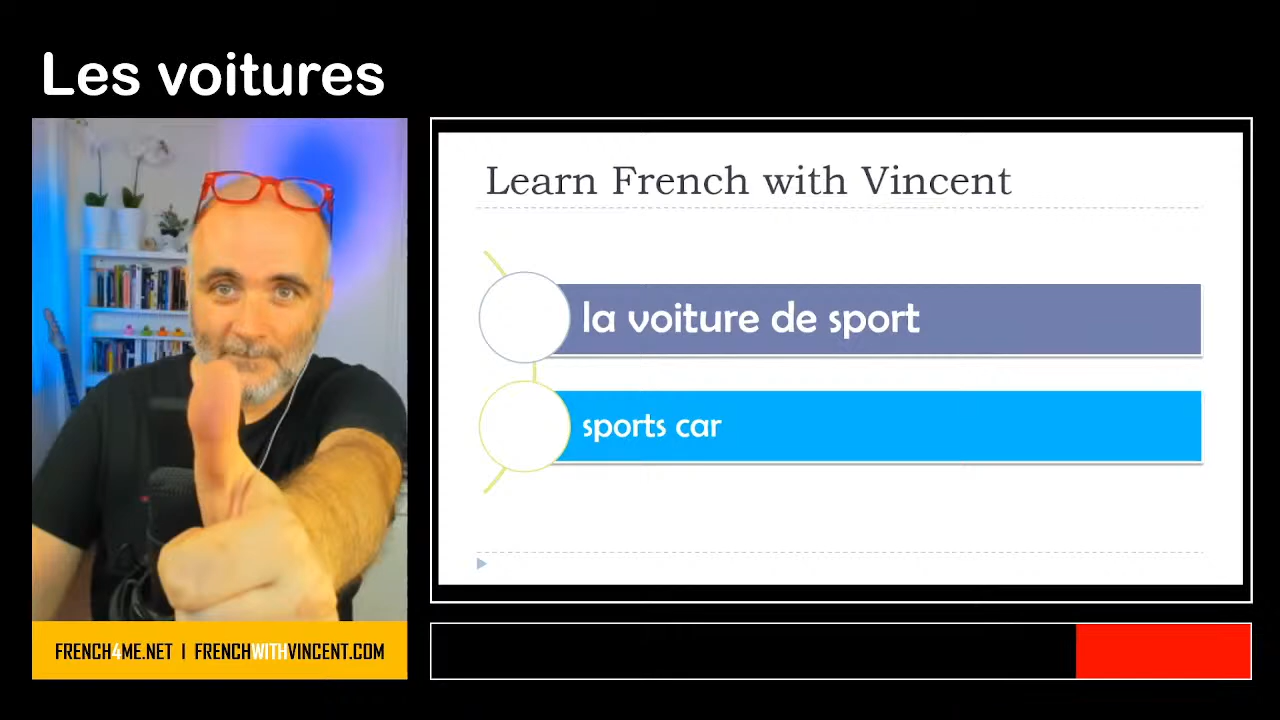 Les voitures
Learn French with Vincent
la voiture de sport
sports car
FRENCH4ME.NET I FRENCHWITHVINCENT.COM